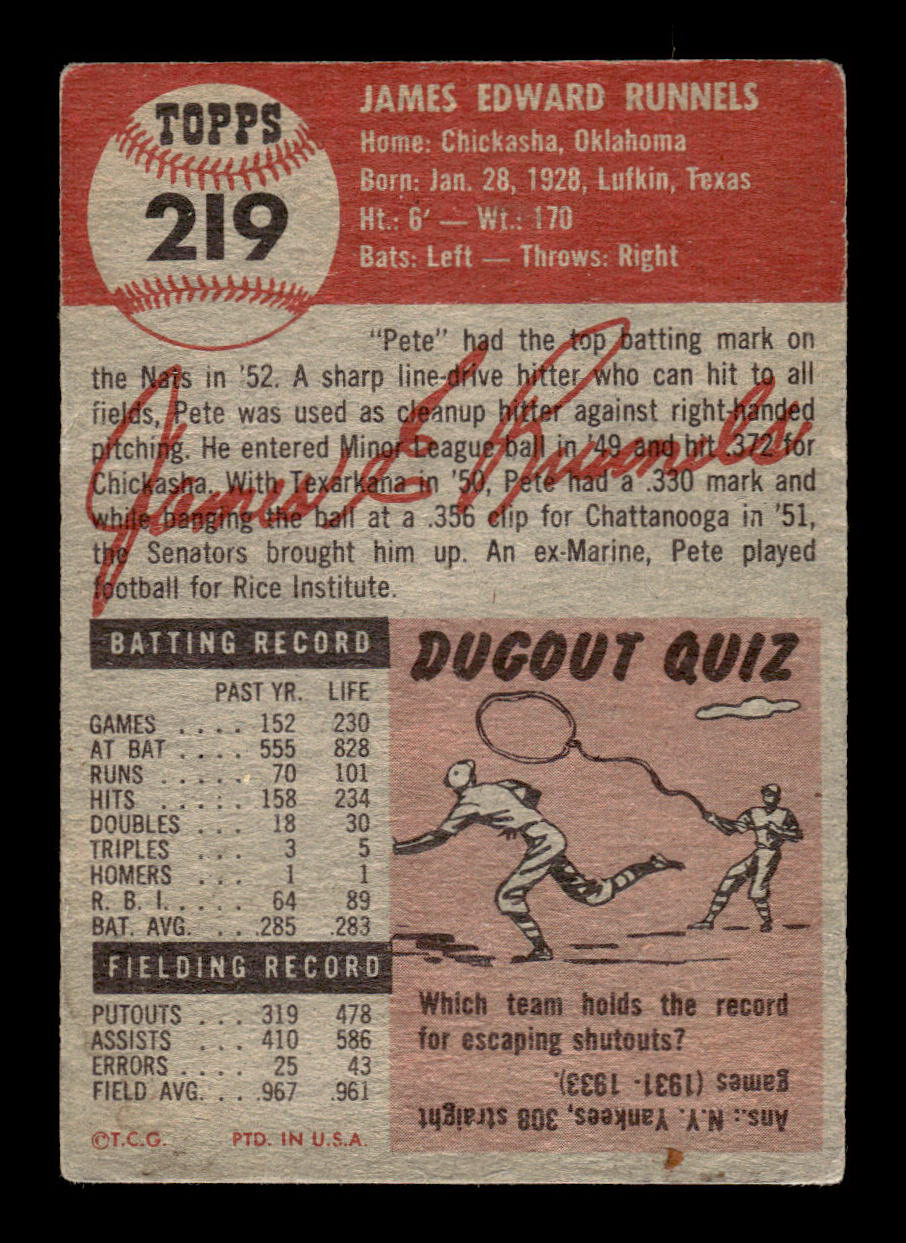 TOPPS
219
JAMES EDWARD RUNNELS
Home: Chickasha, Oklahoma
Born: Jan. 28, 1928, Lufkin, Texas
Ht.: 6' — Wt.: 170
Bats: Left — Throws: Right
"Pete" had the top batting mark on
the Nats in '52. A sharp line-drive hitter who can hit to all
fields, Pete was used as cleanup hitter against right-handed
pitching. He entered Minor League ball in '49 and hit .372 for
Chickasha. With Texarkana in '50, Pete had a .330 mark and
while banging the ball at a .356 clip for Chattanooga in '51,
the Senators brought him up. An ex-Marine, Pete played
football for Rice Institute.
James E Runnels
BATTING RECORD
PAST YR. LIFE
GAMES .... 152 230
AT BAT ..... 555 828
RUNS ...... 70 101
HITS ..... 158 234
DOUBLES ... 18 30
TRIPLES ... 3 5
HOMERS ... 1 1
R. B. I. .... 64 89
BAT. AVG. .. .285 .283
FIELDING RECORD
PUTOUTS ... 319 478
ASSISTS ... 410 586
ERRORS .... 25 43
FIELD AVG. .. .967 .961
©T.C.G. PTD. IN U.S.A.
DUGOUT QUIZ
Which team holds the record
for escaping shutouts?
Ans.: N.Y. Yankees, 308 straight
games (1931 - 1933).